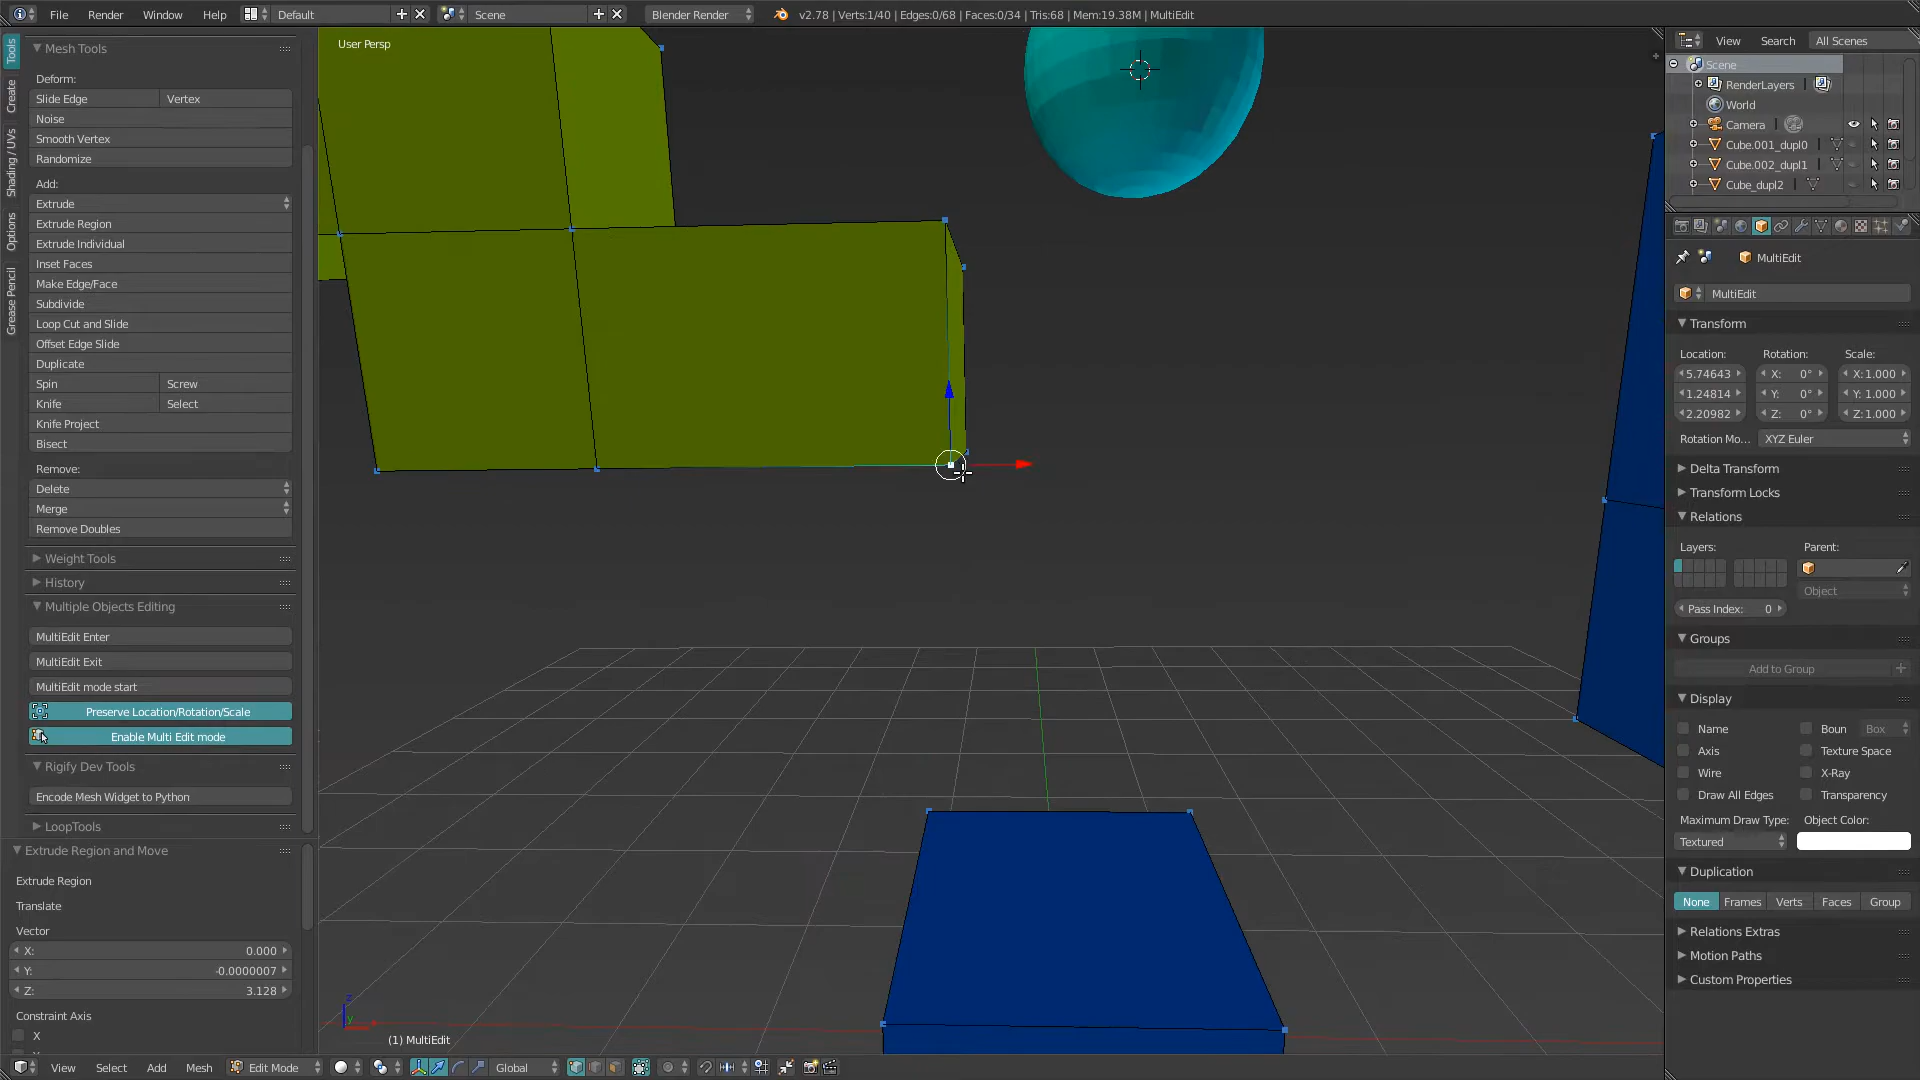 File Render Window Help Default Scene Blender Render v2.78 | Verts:1/40 | Edges:0/68 | Faces:0/34 | Tris:68 | Mem:19.38M | MultiEdit
Tools
Create
Shading / UVs
Options
Grease Pencil
Mesh Tools
Deform:
Slide Edge Vertex
Noise
Smooth Vertex
Randomize
Add:
Extrude
Extrude Region
Extrude Individual
Inset Faces
Make Edge/Face
Subdivide
Loop Cut and Slide
Offset Edge Slide
Duplicate
Spin Screw
Knife Select
Knife Project
Bisect
Remove:
Delete
Merge
Remove Doubles
Weight Tools
History
Multiple Objects Editing
MultiEdit Enter
MultiEdit Exit
MultiEdit mode start
Preserve Location/Rotation/Scale
Enable Multi Edit mode
Rigify Dev Tools
Encode Mesh Widget to Python
LoopTools
Extrude Region and Move
Extrude Region
Translate
Vector
X: 0.000
Y: -0.0000007
Z: 3.128
Constraint Axis
X
User Persp
z
y
(1) MultiEdit
View Select Add Mesh Edit Mode Global
View Search All Scenes
Scene
RenderLayers
World
Camera
Cube.001_dupl0
Cube.002_dupl1
Cube_dupl2
MultiEdit
MultiEdit
Transform
Location: Rotation: Scale:
5.74643 X: 0° X: 1.000
1.24814 Y: 0° Y: 1.000
2.20982 Z: 0° Z: 1.000
Rotation Mo... XYZ Euler
Delta Transform
Transform Locks
Relations
Layers: Parent:
Object
Pass Index: 0
Groups
Add to Group
Display
Name Boun Box
Axis Texture Space
Wire X-Ray
Draw All Edges Transparency
Maximum Draw Type: Object Color:
Textured
Duplication
None Frames Verts Faces Group
Relations Extras
Motion Paths
Custom Properties